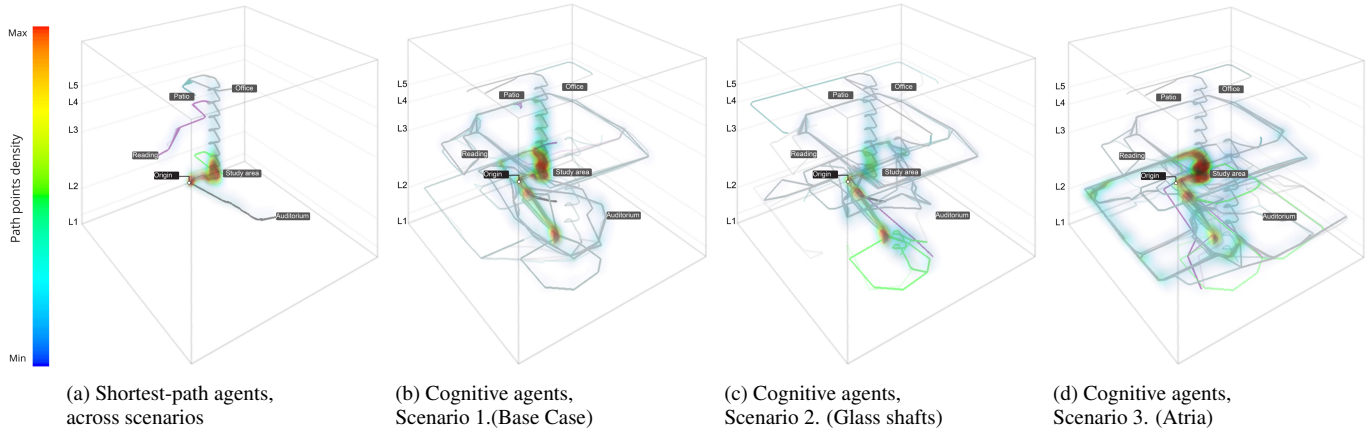 Max
Path points density
Min
L5
L4
L3
L2
L1
Patio
Office
Reading
Origin
Study area
Auditorium
L5
L4
L3
L2
L1
Patio
Office
Reading
Origin
Study area
Auditorium
L5
L4
L3
L2
L1
Patio
Office
Reading
Origin
Study area
Auditorium
L5
L4
L3
L2
L1
Patio
Office
Reading
Origin
Study area
Auditorium
(a) Shortest-path agents,
across scenarios
(b) Cognitive agents,
Scenario 1.(Base Case)
(c) Cognitive agents,
Scenario 2. (Glass shafts)
(d) Cognitive agents,
Scenario 3. (Atria)